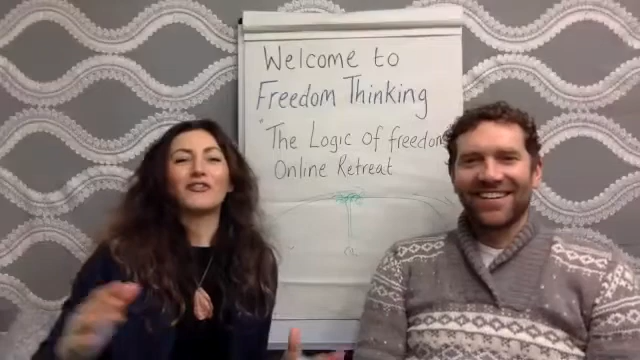 Welcome to
Freedom Thinking
"The Logic of freedom
Online Retreat